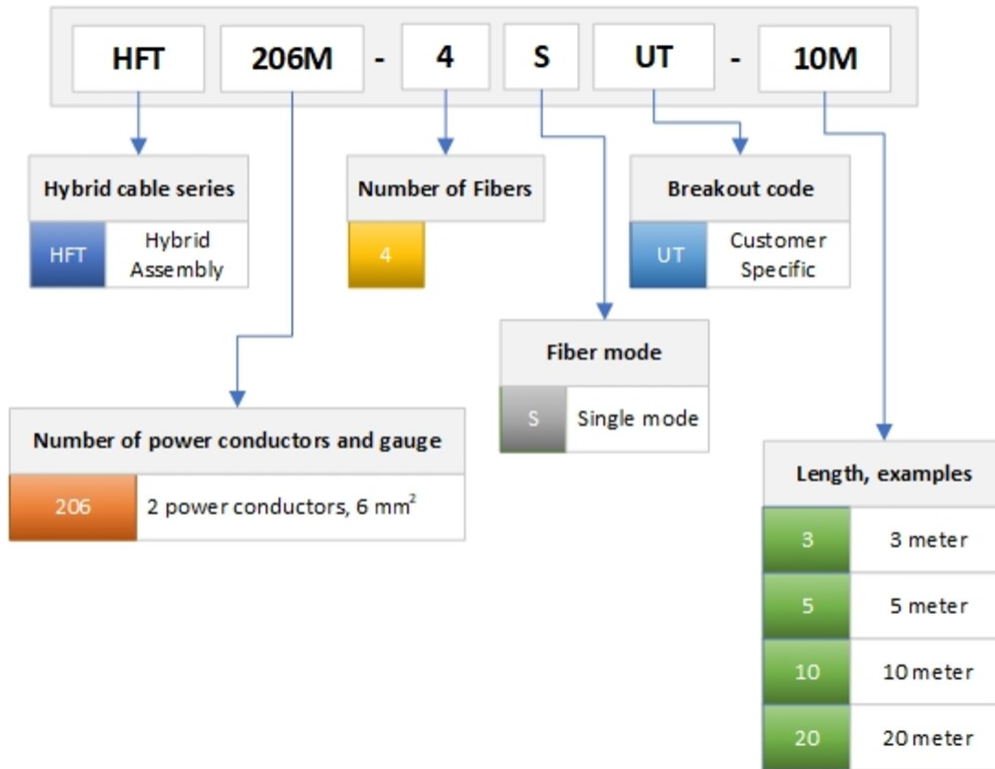 HFT 206M - 4 S UT - 10M
Hybrid cable series
HFT Hybrid
Assembly
Number of Fibers
4
Breakout code
UT Customer
Specific
Fiber mode
S Single mode
Number of power conductors and gauge
206 2 power conductors, 6 mm²
Length, examples
3 3 meter
5 5 meter
10 10 meter
20 20 meter